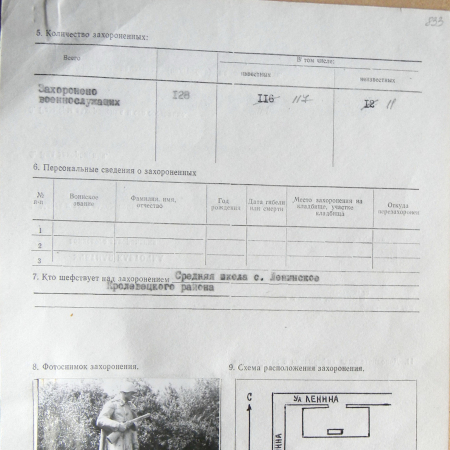 193
5. Количество захороненных:
Всего
В том числе:
известных
неизвестных
Захоронено
военнослужащих
128
116 117
12 11
6. Персональные сведения о захороненных
№ п-п
Воинское звание
Фамилия, имя, отчество
Год рождения
Дата гибели или смерти
Место захоронения на кладбище, участке кладбища
Откуда перезахоронен
1
2
3
7. Кто шефствует над захоронением Средняя школа с. Ленинское
Кролевецкого района
8. Фотоснимок захоронения.
9. Схема расположения захоронения.
С
УЛ ЛЕНИНА